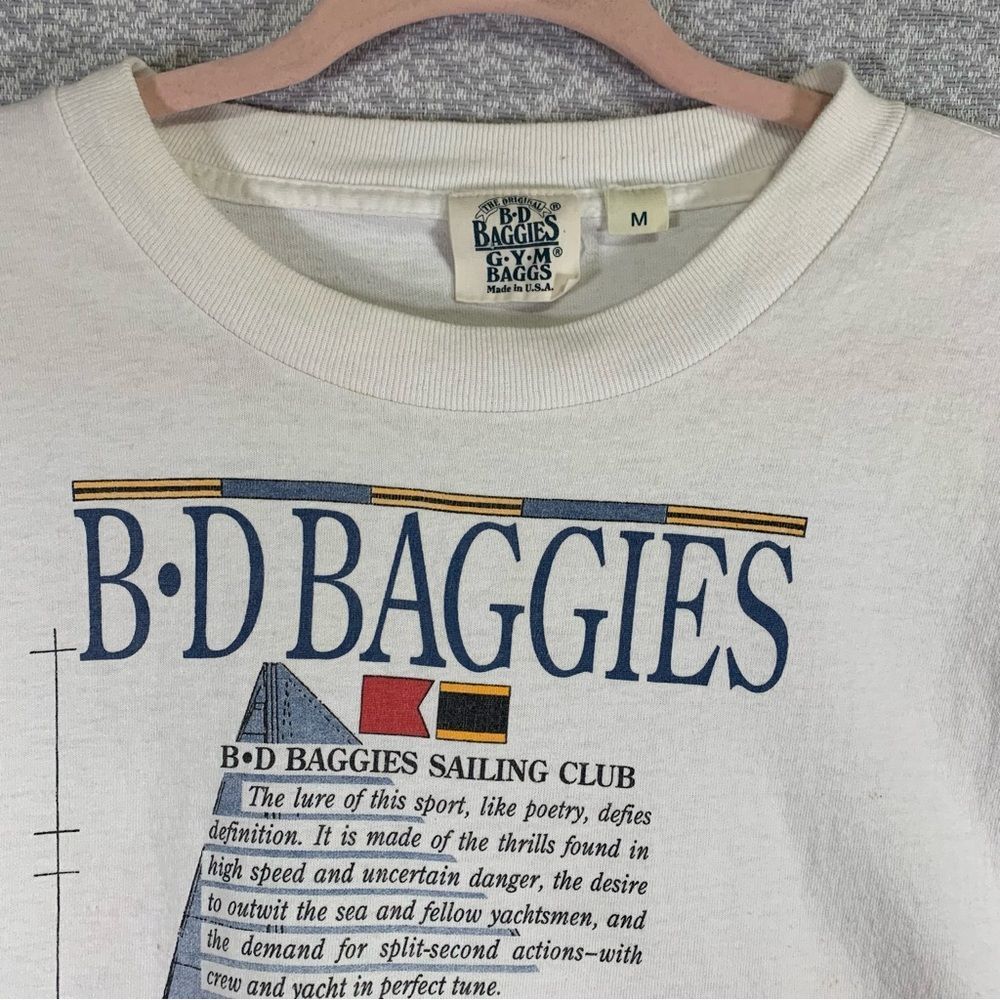 THE ORIGINAL ®
B•D
BAGGIES
G•Y•M®
BAGGS
Made in U.S.A.
M
B•D BAGGIES
B•D BAGGIES SAILING CLUB
The lure of this sport, like poetry, defies
definition. It is made of the thrills found in
high speed and uncertain danger, the desire
to outwit the sea and fellow yachtsmen, and
the demand for split-second actions–with
crew and yacht in perfect tune.